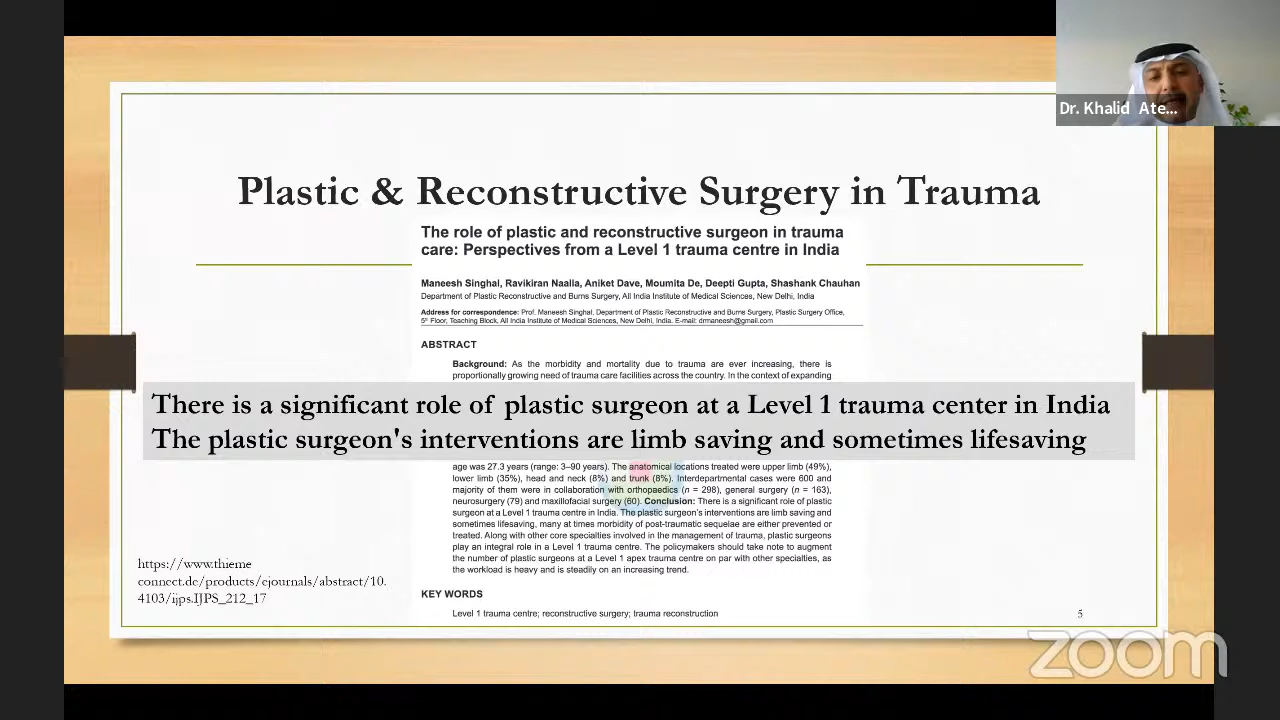 Dr. Khalid Ate...
Plastic & Reconstructive Surgery in Trauma
The role of plastic and reconstructive surgeon in trauma
care: Perspectives from a Level 1 trauma centre in India
Maneesh Singhal, Ravikiran Naalla, Aniket Dave, Moumita De, Deepti Gupta, Shashank Chauhan
Department of Plastic Reconstructive and Burns Surgery, All India Institute of Medical Sciences, New Delhi, India
Address for correspondence: Prof. Maneesh Singhal, Department of Plastic Reconstructive and Burns Surgery, Plastic Surgery Office,
5th Floor, Teaching Block, All India Institute of Medical Sciences, New Delhi, India. E-mail: drmaneesh@gmail.com
ABSTRACT
Background: As the morbidity and mortality due to trauma are ever increasing, there is
proportionally growing need of trauma care facilities across the country. In the context of expanding
There is a significant role of plastic surgeon at a Level 1 trauma center in India
The plastic surgeon's interventions are limb saving and sometimes lifesaving
age was 27.3 years (range: 3–90 years). The anatomical locations treated were upper limb (49%),
lower limb (35%), head and neck (8%) and trunk (8%). Interdepartmental cases were 600 and
majority of them were in collaboration with orthopaedics (n = 298), general surgery (n = 163),
neurosurgery (79) and maxillofacial surgery (60). Conclusion: There is a significant role of plastic
surgeon at a Level 1 trauma centre in India. The plastic surgeon's interventions are limb saving and
sometimes lifesaving, many at times morbidity of post-traumatic sequelae are either prevented or
treated. Along with other core specialties involved in the management of trauma, plastic surgeons
play an integral role in a Level 1 trauma centre. The policymakers should take note to augment
the number of plastic surgeons at a Level 1 apex trauma centre on par with other specialties, as
the workload is heavy and is steadily on an increasing trend.
KEY WORDS
Level 1 trauma centre; reconstructive surgery; trauma reconstruction
https://www.thieme
connect.de/products/ejournals/abstract/10.
4103/ijps.IJPS_212_17
5
zoom